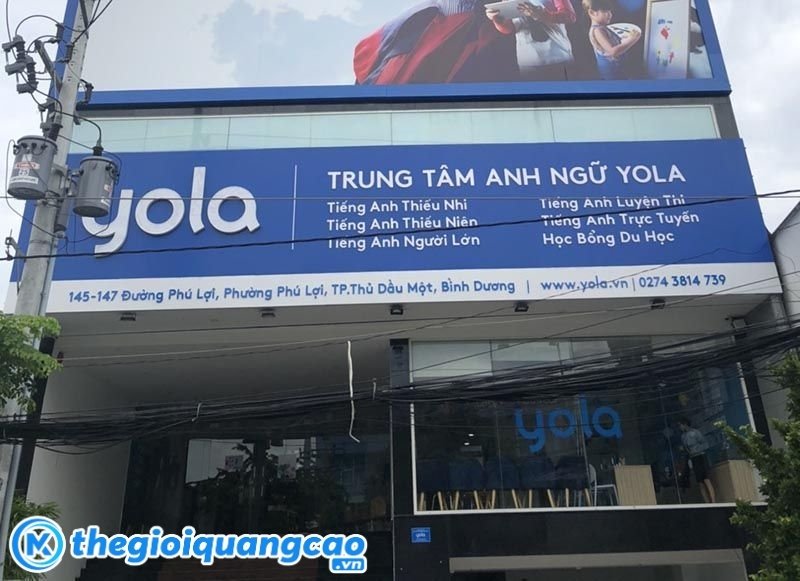 yola
TRUNG TÂM ANH NGỮ YOLA
Tiếng Anh Thiếu Nhi
Tiếng Anh Thiếu Niên
Tiếng Anh Người Lớn
Tiếng Anh Luyện Thi
Tiếng Anh Trực Tuyến
Học Bổng Du Học
145-147 Đường Phú Lợi, Phường Phú Lợi, TP.Thủ Dầu Một, Bình Dương | www.yola.vn | 0274 3814 739
yola
yola
thegioiquangcao.vn